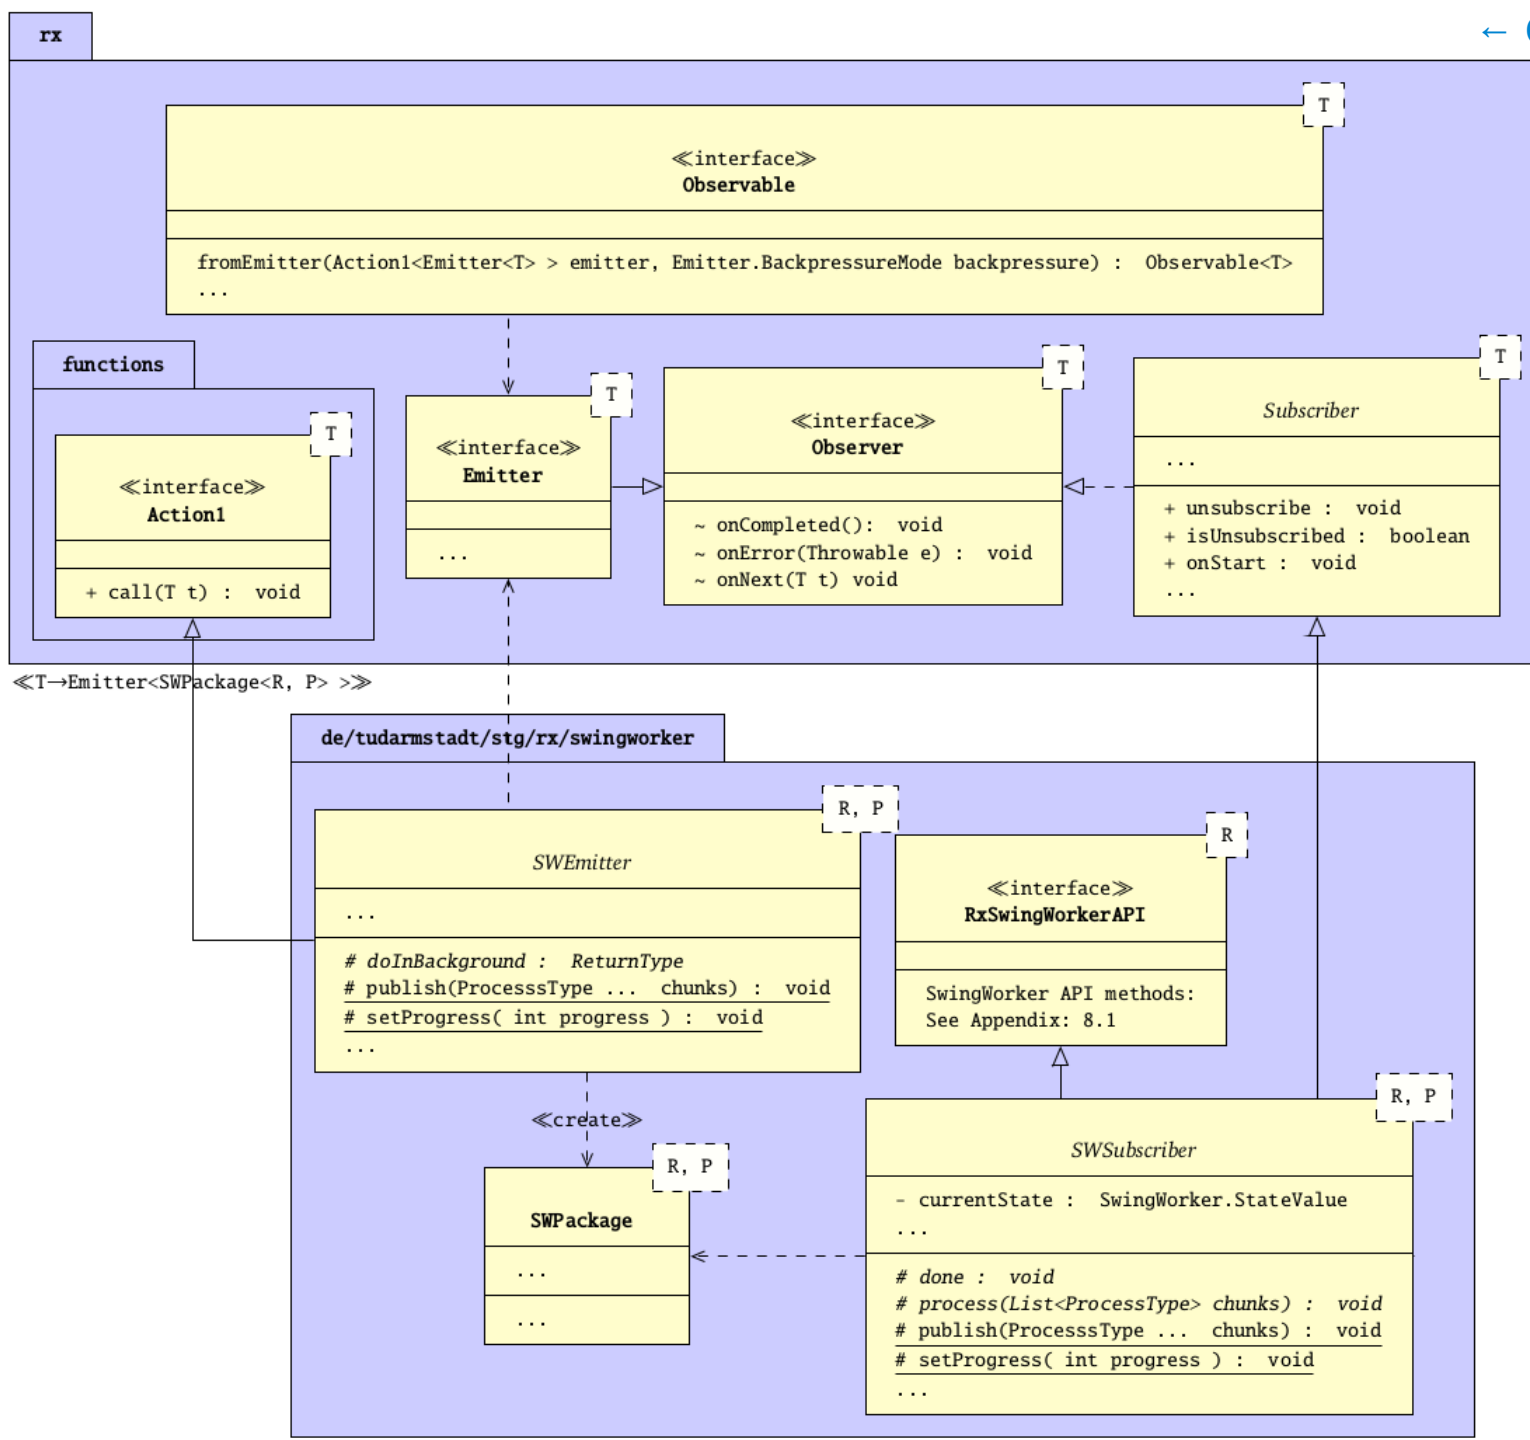 rx
←
T
≪interface≫
Observable
fromEmitter(Action1<Emitter<T> > emitter, Emitter.BackpressureMode backpressure) : Observable<T>
...
functions
T
≪interface≫
Action1
+ call(T t) : void
T
≪interface≫
Emitter
...
T
≪interface≫
Observer
~ onCompleted(): void
~ onError(Throwable e) : void
~ onNext(T t) void
T
Subscriber
...
+ unsubscribe : void
+ isUnsubscribed : boolean
+ onStart : void
...
≪T→Emitter<SWPackage<R, P> >≫
de/tudarmstadt/stg/rx/swingworker
R, P
SWEmitter
...
# doInBackground : ReturnType
# publish(ProcesssType ... chunks) : void
# setProgress( int progress ) : void
...
R
≪interface≫
RxSwingWorkerAPI
SwingWorker API methods:
See Appendix: 8.1
≪create≫
R, P
SWPackage
...
...
R, P
SWSubscriber
- currentState : SwingWorker.StateValue
...
# done : void
# process(List<ProcessType> chunks) : void
# publish(ProcesssType ... chunks) : void
# setProgress( int progress ) : void
...